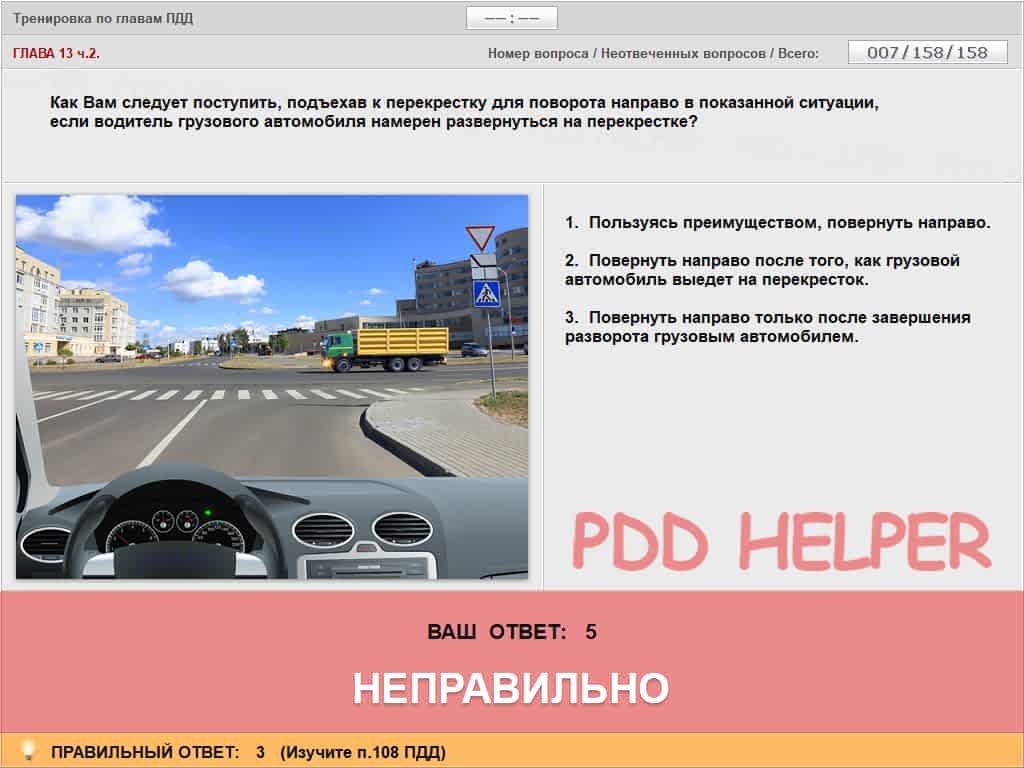 Тренировка по главам ПДД
–– : ––
ГЛАВА 13 ч.2.
Номер вопроса / Неотвеченных вопросов / Всего:
007/158/158
Как Вам следует поступить, подъехав к перекрестку для поворота направо в показанной ситуации,
если водитель грузового автомобиля намерен развернуться на перекрестке?
1. Пользуясь преимуществом, повернуть направо.
2. Повернуть направо после того, как грузовой
автомобиль выедет на перекресток.
3. Повернуть направо только после завершения
разворота грузовым автомобилем.
PDD HELPER
ВАШ ОТВЕТ: 5
НЕПРАВИЛЬНО
ПРАВИЛЬНЫЙ ОТВЕТ: 3 (Изучите п.108 ПДД)